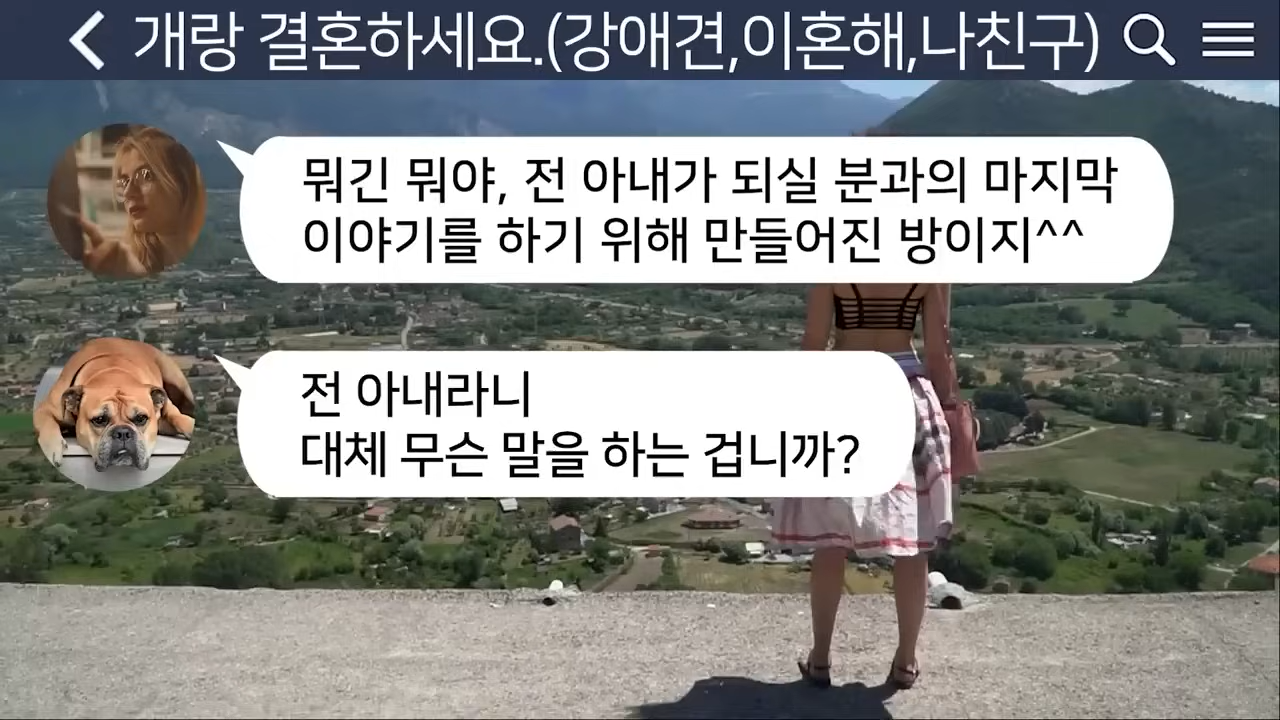 개랑 결혼하세요.(강애견,이혼해,나친구)
뭐긴 뭐야, 전 아내가 되실 분과의 마지막
이야기를 하기 위해 만들어진 방이지^^
전 아내라니
대체 무슨 말을 하는 겁니까?